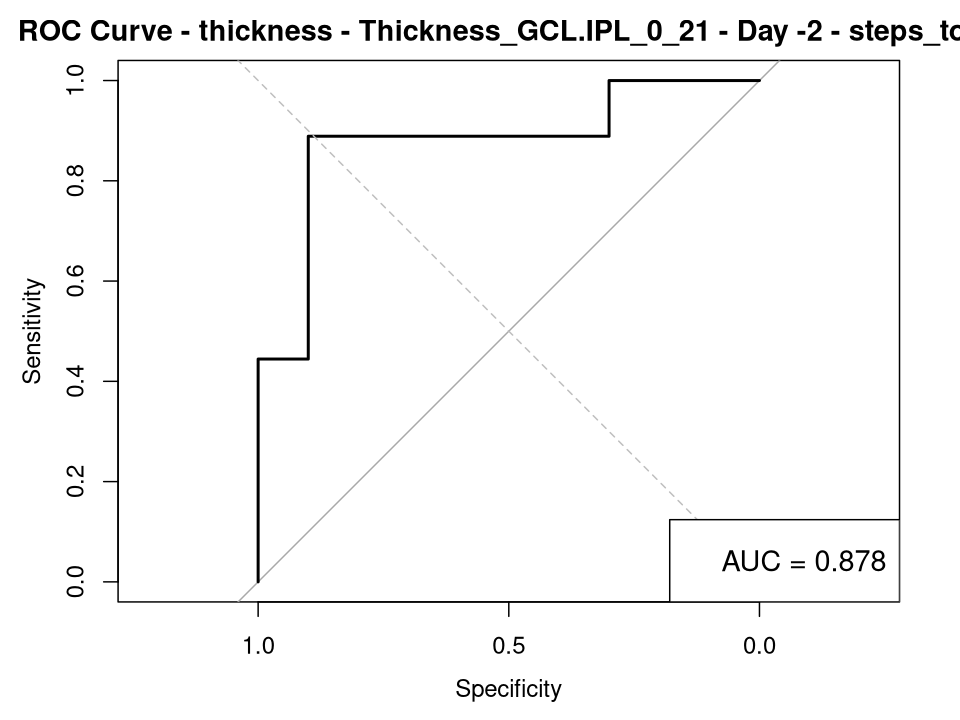 ROC Curve - thickness - Thickness_GCL.IPL_0_21 - Day -2 - steps_to
Sensitivity
1.0
0.8
0.6
0.4
0.2
0.0
AUC = 0.878
1.0 0.5 0.0
Specificity